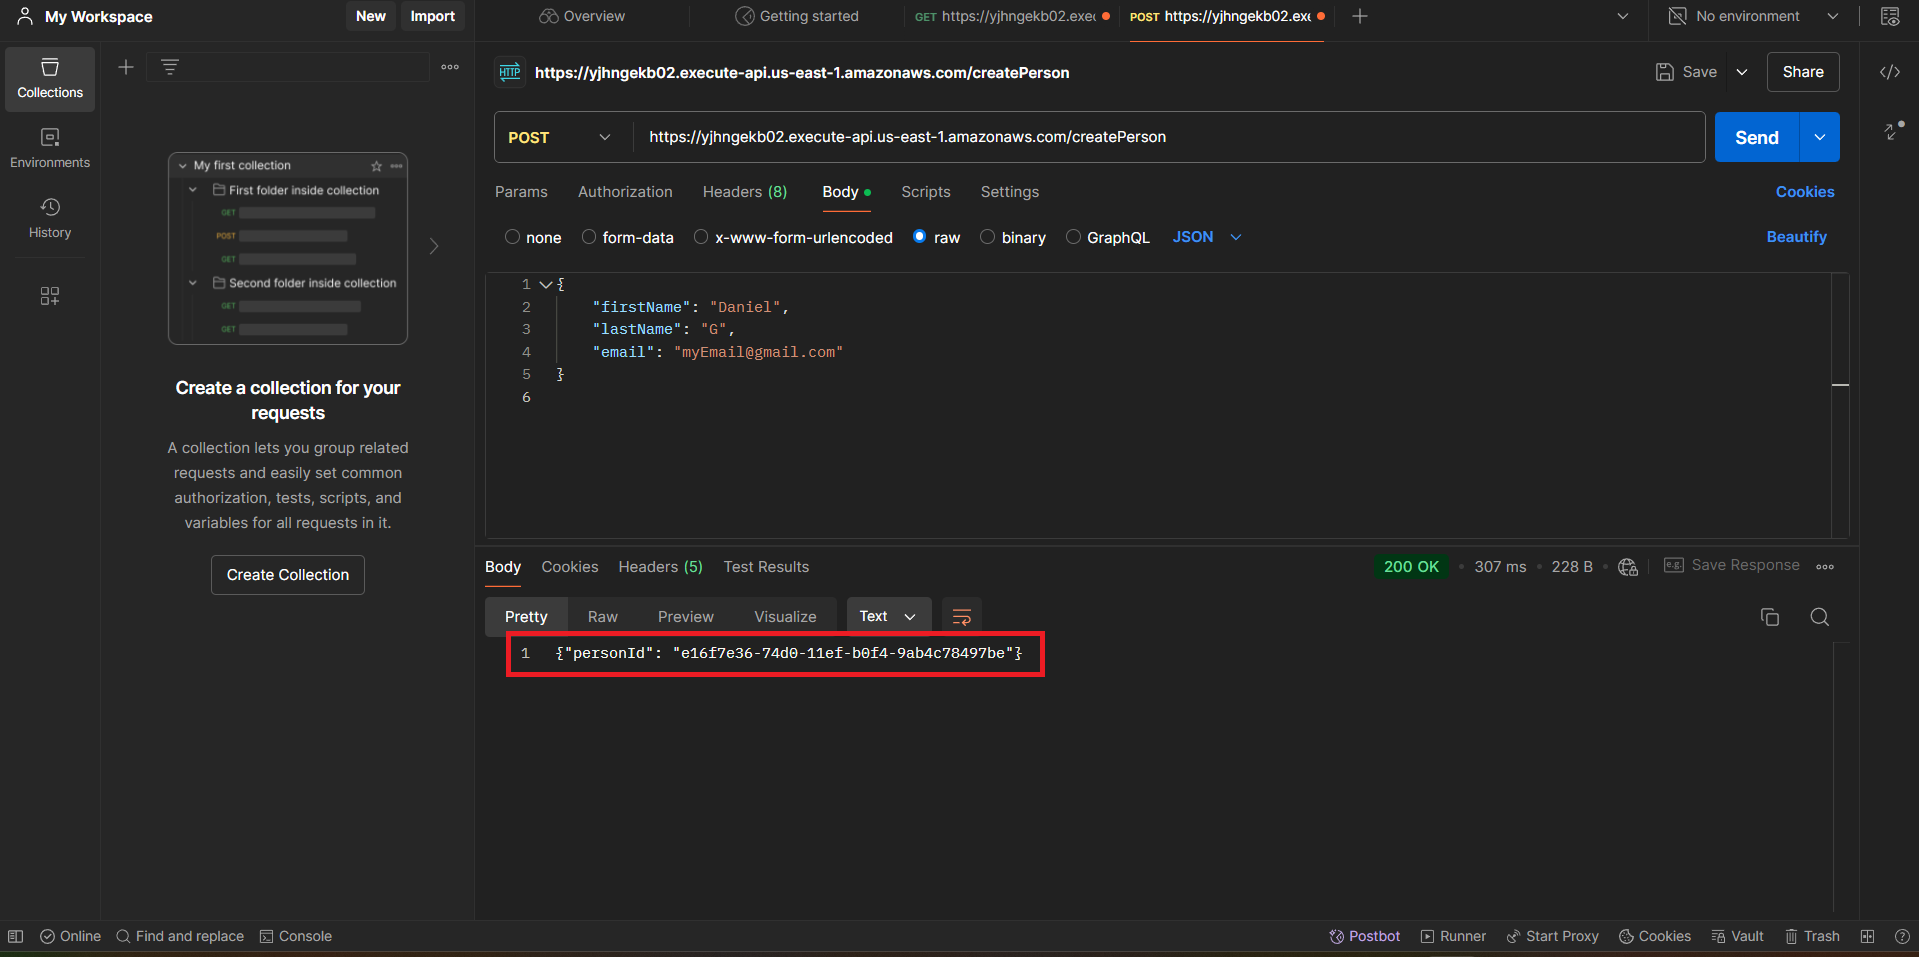 My Workspace
New
Import
Overview
Getting started
GET https://yjhngekb02.exec
POST https://yjhngekb02.exe
No environment
Collections
Environments
History
My first collection
First folder inside collection
GET
POST
GET
Second folder inside collection
GET
GET
Create a collection for your
requests
A collection lets you group related
requests and easily set common
authorization, tests, scripts, and
variables for all requests in it.
Create Collection
HTTP https://yjhngekb02.execute-api.us-east-1.amazonaws.com/createPerson
Save
Share
POST
https://yjhngekb02.execute-api.us-east-1.amazonaws.com/createPerson
Send
Params
Authorization
Headers (8)
Body
Scripts
Settings
Cookies
none
form-data
x-www-form-urlencoded
raw
binary
GraphQL
JSON
Beautify
1 {
2 "firstName": "Daniel",
3 "lastName": "G",
4 "email": "myEmail@gmail.com"
5 }
6
Body
Cookies
Headers (5)
Test Results
200 OK
307 ms
228 B
e.g. Save Response
Pretty
Raw
Preview
Visualize
Text
1 {"personId": "e16f7e36-74d0-11ef-b0f4-9ab4c78497be"}
Online
Find and replace
Console
Postbot
Runner
Start Proxy
Cookies
Vault
Trash